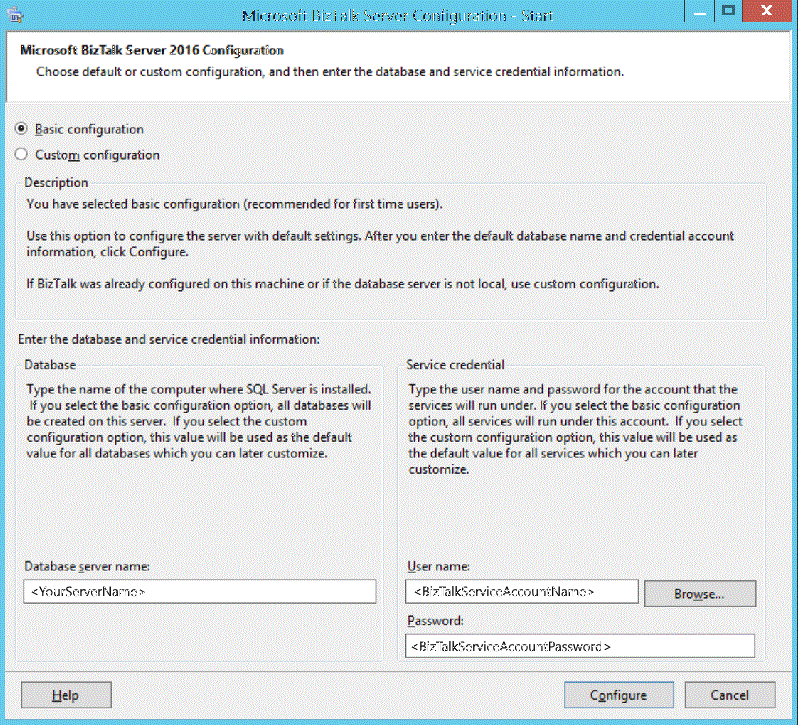 Microsoft BizTalk Server Configuration - Start
Microsoft BizTalk Server 2016 Configuration
Choose default or custom configuration, and then enter the database and service credential information.
Basic configuration
Custom configuration
Description
You have selected basic configuration (recommended for first time users).
Use this option to configure the server with default settings. After you enter the default database name and credential account
information, click Configure.
If BizTalk was already configured on this machine or if the database server is not local, use custom configuration.
Enter the database and service credential information:
Database
Type the name of the computer where SQL Server is installed.
If you select the basic configuration option, all databases will
be created on this server. If you select the custom
configuration option, this value will be used as the default
value for all databases which you can later customize.
Database server name:
<YourServerName>
Service credential
Type the user name and password for the account that the
services will run under. If you select the basic configuration
option, all services will run under this account. If you select
the custom configuration option, this value will be used as
the default value for all services which you can later
customize.
User name:
<BizTalkServiceAccountName>
Browse...
Password:
<BizTalkServiceAccountPassword>
Help
Configure
Cancel